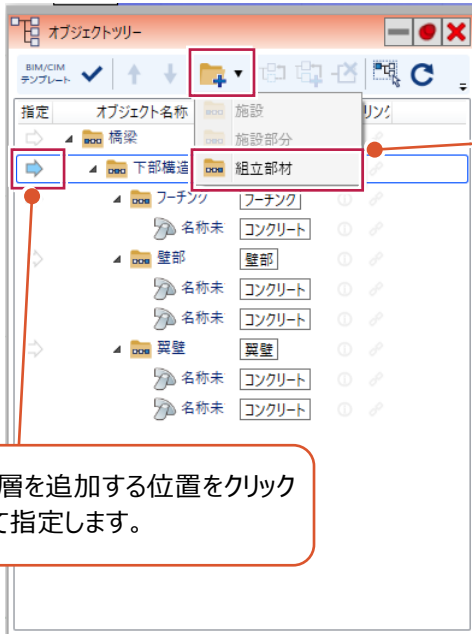 オブジェクトツリー
BIM/CIM
テンプレート
指定 オブジェクト名称 リンク
施設
施設部分
組立部材
橋梁
下部構造
フーチング フーチング
名称未 コンクリート
壁部 壁部
名称未 コンクリート
名称未 コンクリート
翼壁 翼壁
名称未 コンクリート
名称未 コンクリート
層を追加する位置をクリック
て指定します。